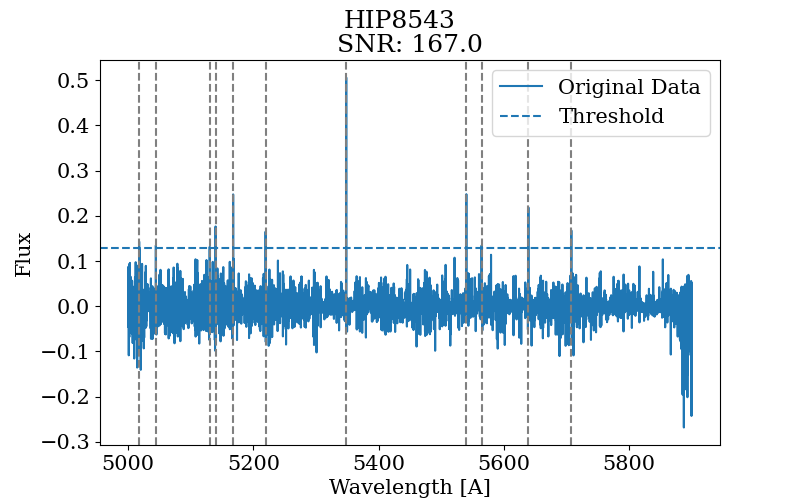 HIP8543
SNR: 167.0
Original Data
Threshold
0.5
0.4
0.3
0.2
0.1
0.0
−0.1
−0.2
−0.3
Flux
5000 5200 5400 5600 5800
Wavelength [A]